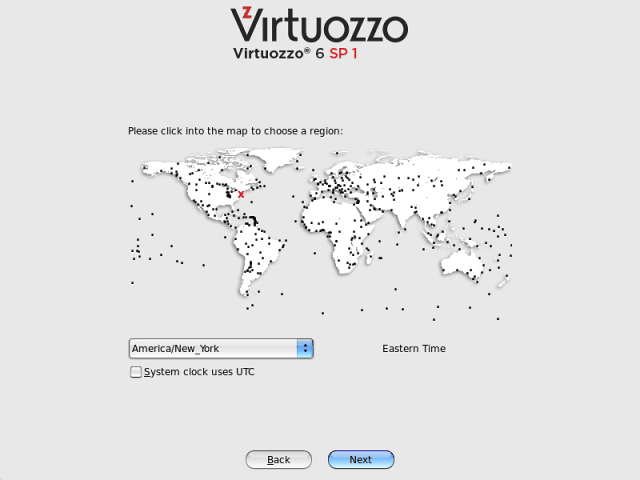 Virtuozzo
Virtuozzo® 6 SP 1
Please click into the map to choose a region:
x
America/New_York
Eastern Time
System clock uses UTC
Back
Next